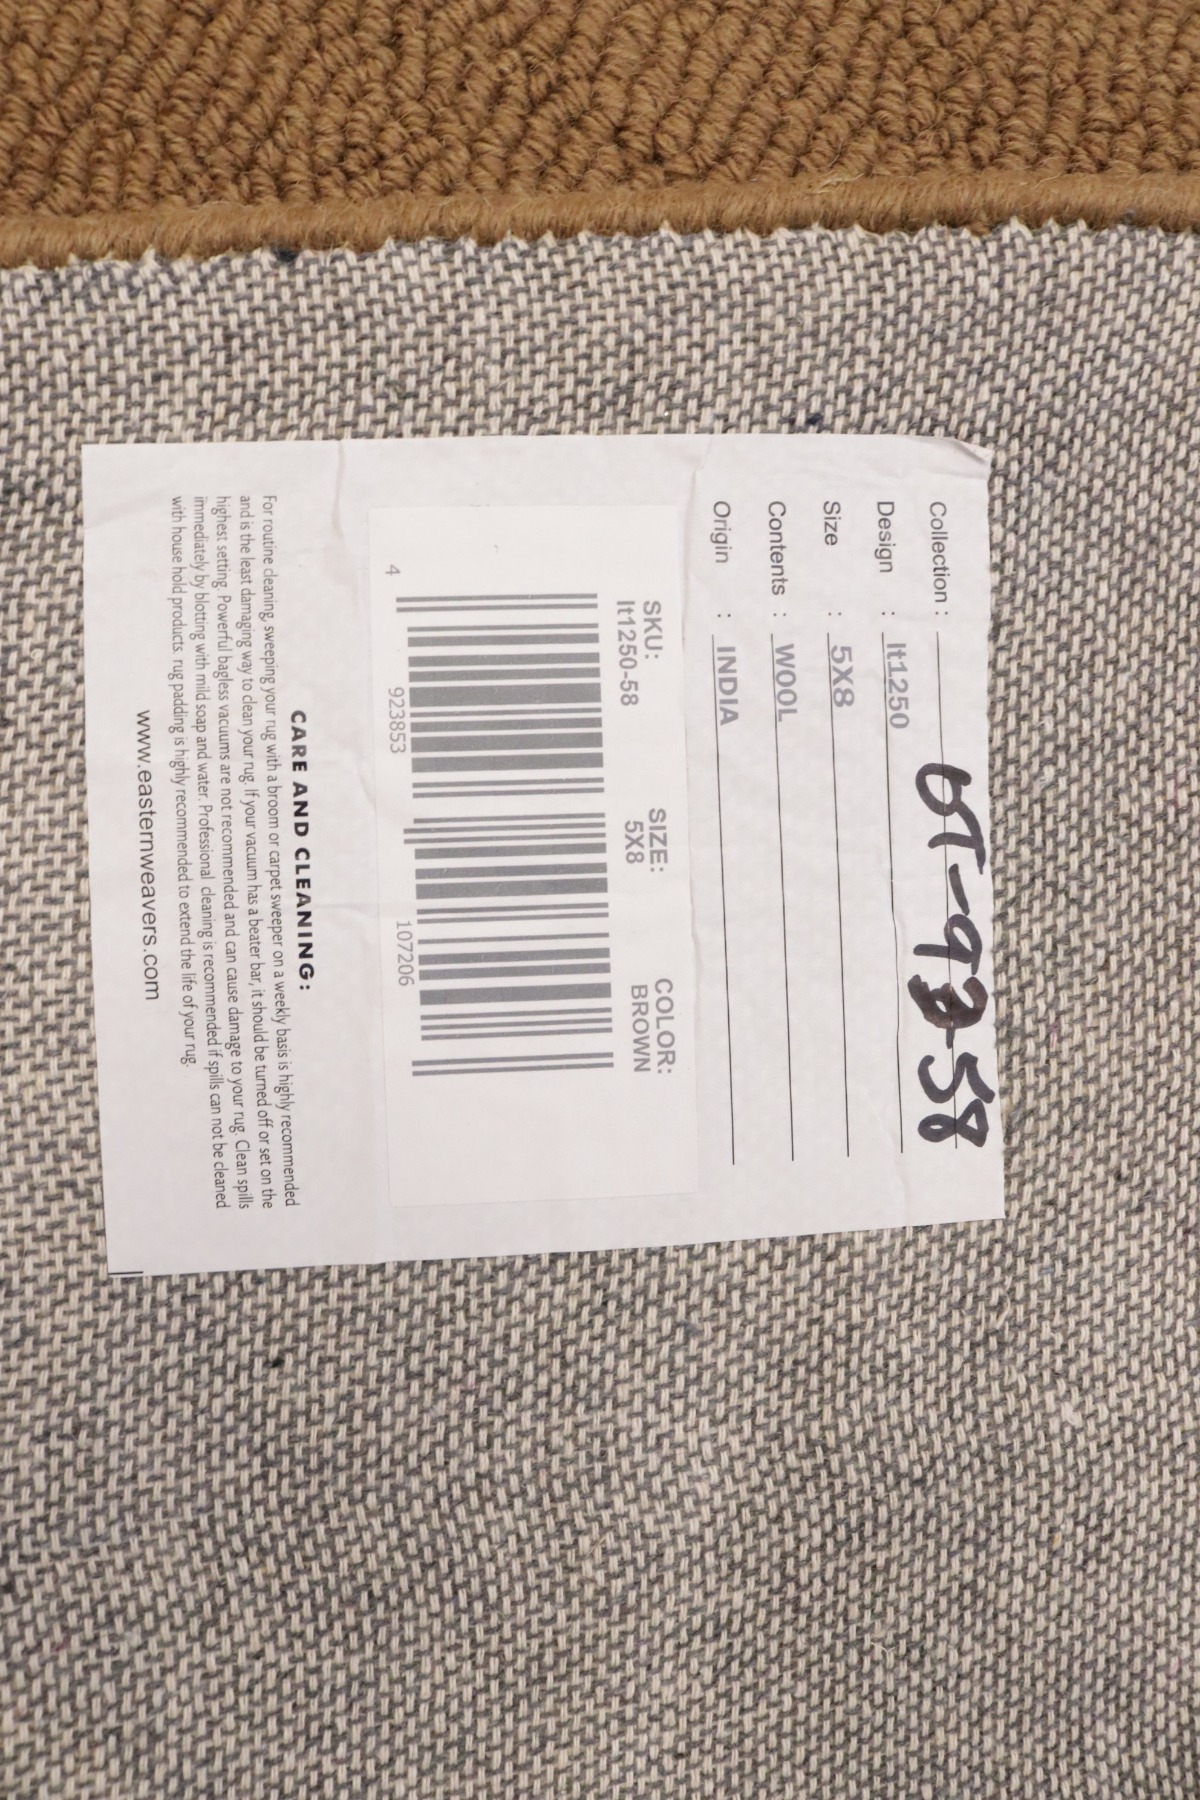 UT-93-58
Collection :
Design : It1250
Size : 5X8
Contents : WOOL
Origin : INDIA
SKU: SIZE: COLOR:
It1250-58 5X8 BROWN
4 923853 107206
CARE AND CLEANING:
For routine cleaning, sweeping your rug with a broom or carpet sweeper on a weekly basis is highly recommended
and is the least damaging way to clean your rug. If your vacuum has a beater bar, it should be turned off or set on the
highest setting. Powerful bagless vacuums are not recommended and can cause damage to your rug. Clean spills
immediately by blotting with mild soap and water. Professional cleaning is recommended if spills can not be cleaned
with house hold products. rug padding is highly recommended to extend the life of your rug.
www.easternweavers.com